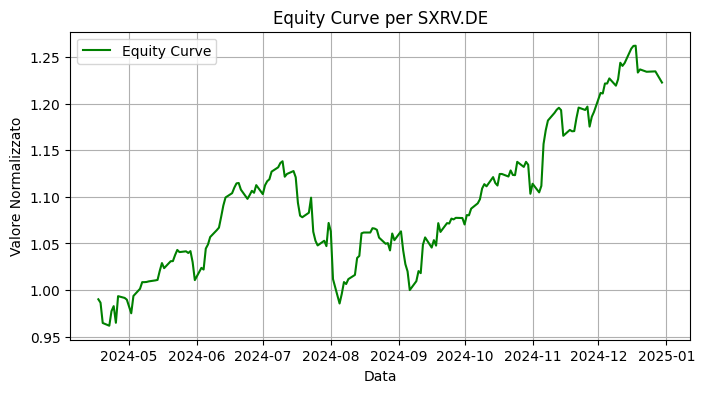 Equity Curve per SXRV.DE
Equity Curve
Valore Normalizzato
1.25
1.20
1.15
1.10
1.05
1.00
0.95
2024-05 2024-06 2024-07 2024-08 2024-09 2024-10 2024-11 2024-12 2025-01
Data